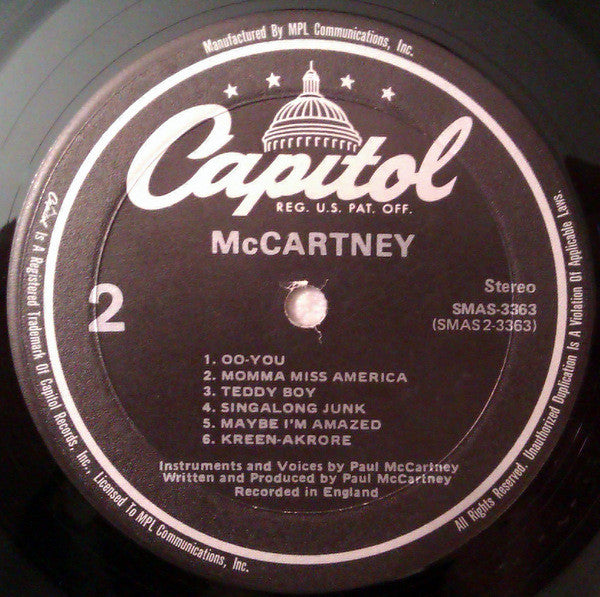 Manufactured By MPL Communications, Inc.
Capitol
REG. U.S. PAT. OFF.
McCARTNEY
2
Stereo
SMAS-3363
(SMAS 2-3363)
1. OO-YOU
2. MOMMA MISS AMERICA
3. TEDDY BOY
4. SINGALONG JUNK
5. MAYBE I'M AMAZED
6. KREEN-AKRORE
Instruments and Voices by Paul McCartney
Written and Produced by Paul McCartney
Recorded in England
Is A Registered Trademark Of Capitol Records, Inc., Licensed To MPL Communications, Inc.
All Rights Reserved. Unauthorized Duplication Is A Violation Of Applicable Laws.